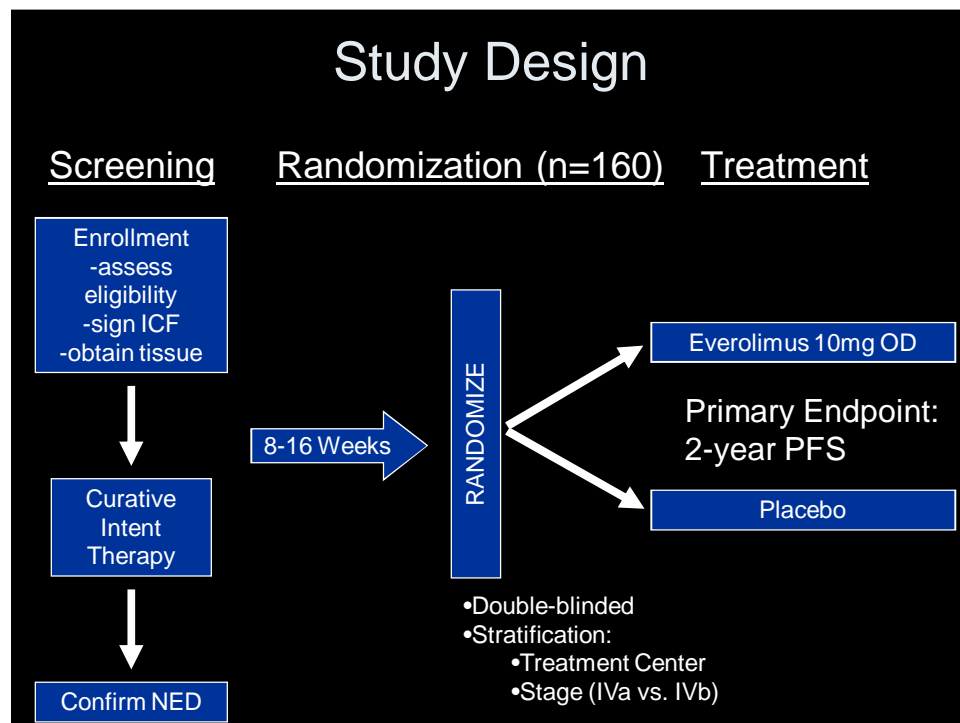 Study Design
Screening
Randomization (n=160)
Treatment
Enrollment
-assess
eligibility
-sign ICF
-obtain tissue
Curative
Intent
Therapy
Confirm NED
8-16 Weeks
RANDOMIZE
•Double-blinded
•Stratification:
•Treatment Center
•Stage (IVa vs. IVb)
Everolimus 10mg OD
Primary Endpoint:
2-year PFS
Placebo